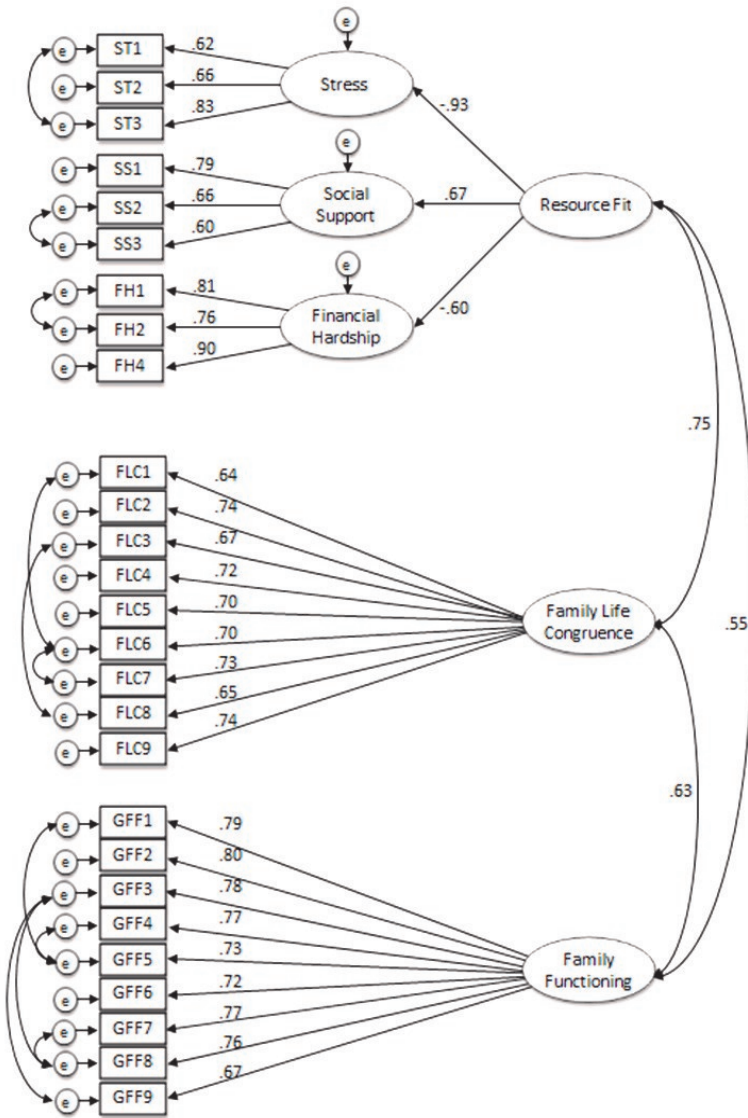 e
e ST1 .62
e ST2 .66 Stress
e ST3 .83 -.93
e
e SS1 .79
e SS2 .66 Social Support .67 Resource Fit
e SS3 .60
e
e FH1 .81 -.60
e FH2 .76 Financial Hardship
e FH4 .90
.75
e FLC1 .64
e FLC2 .74
e FLC3 .67
e FLC4 .72
e FLC5 .70 Family Life Congruence
e FLC6 .70 .55
e FLC7 .73
e FLC8 .65
e FLC9 .74
.63
e GFF1 .79
e GFF2 .80
e GFF3 .78
e GFF4 .77
e GFF5 .73 Family Functioning
e GFF6 .72
e GFF7 .77
e GFF8 .76
e GFF9 .67